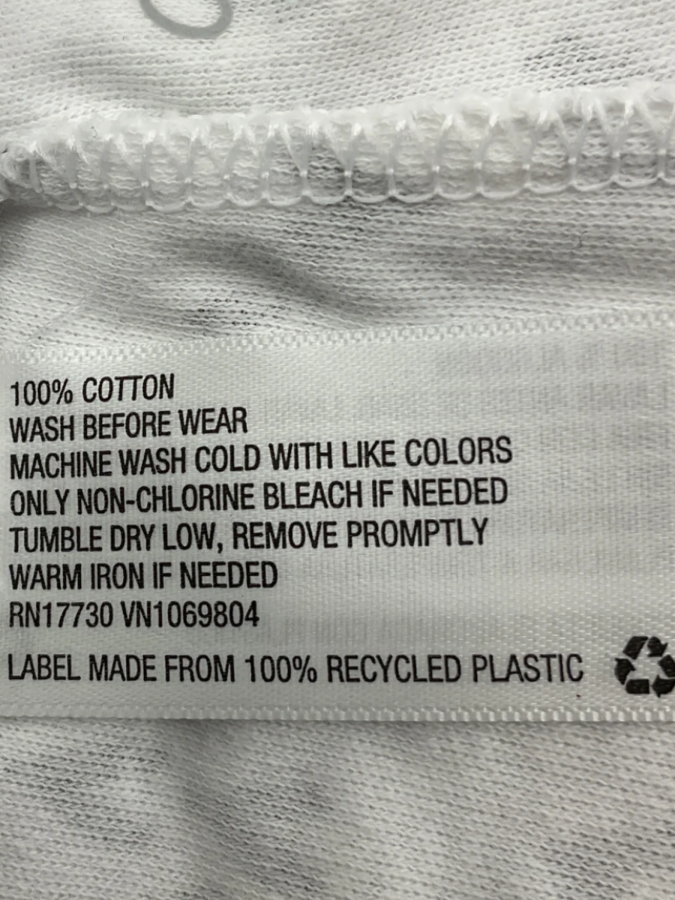 100% COTTON
WASH BEFORE WEAR
MACHINE WASH COLD WITH LIKE COLORS
ONLY NON-CHLORINE BLEACH IF NEEDED
TUMBLE DRY LOW, REMOVE PROMPTLY
WARM IRON IF NEEDED
RN17730 VN1069804
LABEL MADE FROM 100% RECYCLED PLASTIC